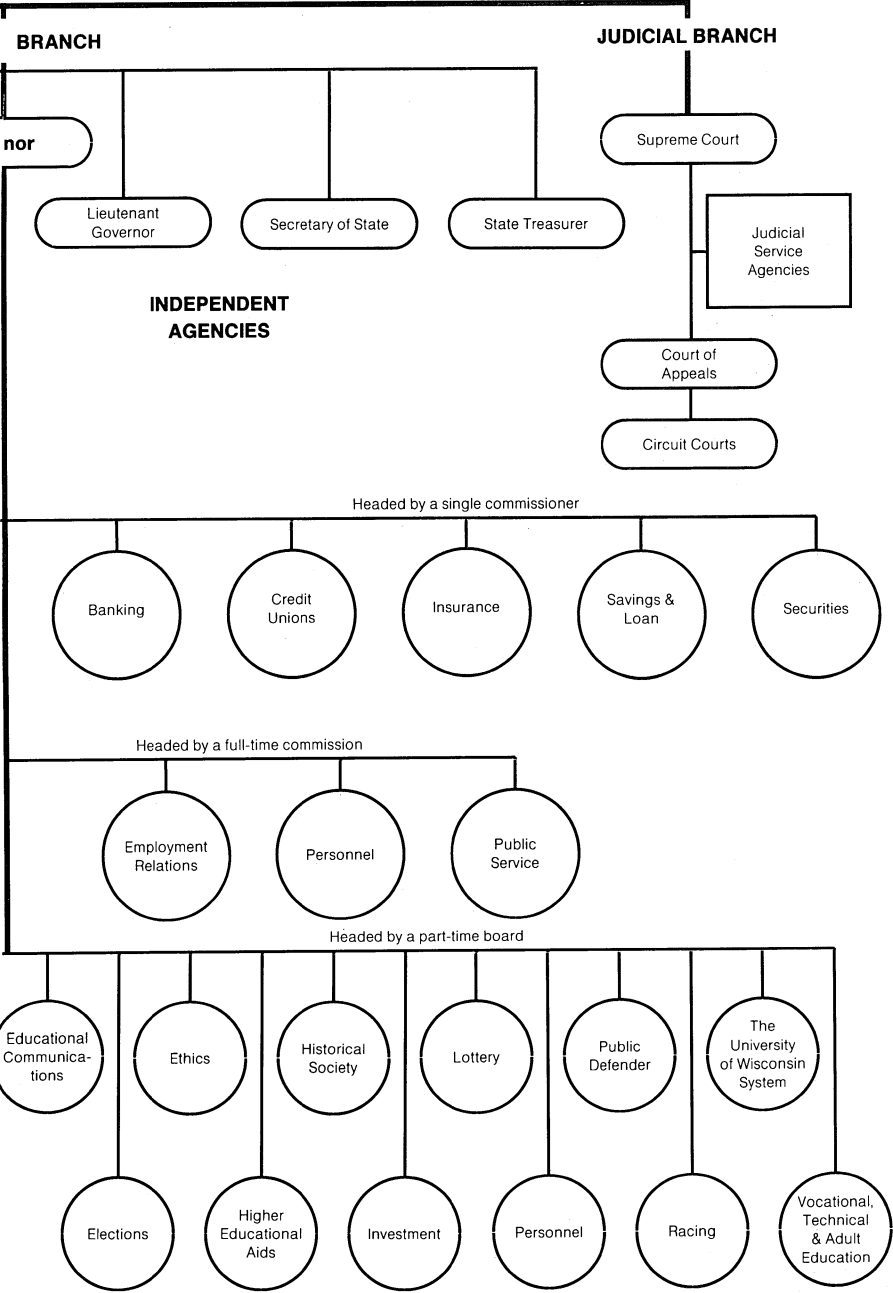 BRANCH
JUDICIAL BRANCH
nor
Supreme Court
Lieutenant
Governor
Secretary of State
State Treasurer
Judicial
Service
Agencies
INDEPENDENT
AGENCIES
Court of
Appeals
Circuit Courts
Headed by a single commissioner
Banking
Credit
Unions
Insurance
Savings &
Loan
Securities
Headed by a full-time commission
Employment
Relations
Personnel
Public
Service
Headed by a part-time board
Educational
Communica-
tions
Ethics
Historical
Society
Lottery
Public
Defender
The
University
of Wisconsin
System
Elections
Higher
Educational
Aids
Investment
Personnel
Racing
Vocational,
Technical
& Adult
Education